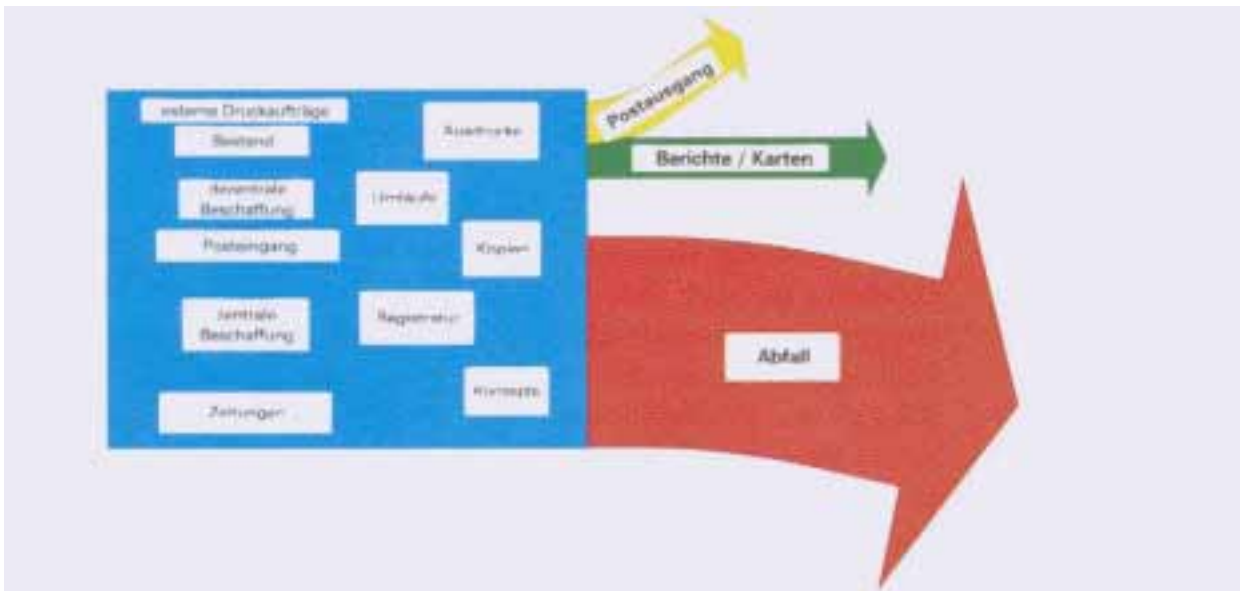 externe Druckaufträge
Bestand
dezentrale
Beschaffung
Posteingang
zentrale
Beschaffung
Zeitungen
Ausdrucke
Umläufe
Kopien
Registratur
Konzepte
Postausgang
Berichte / Karten
Abfall